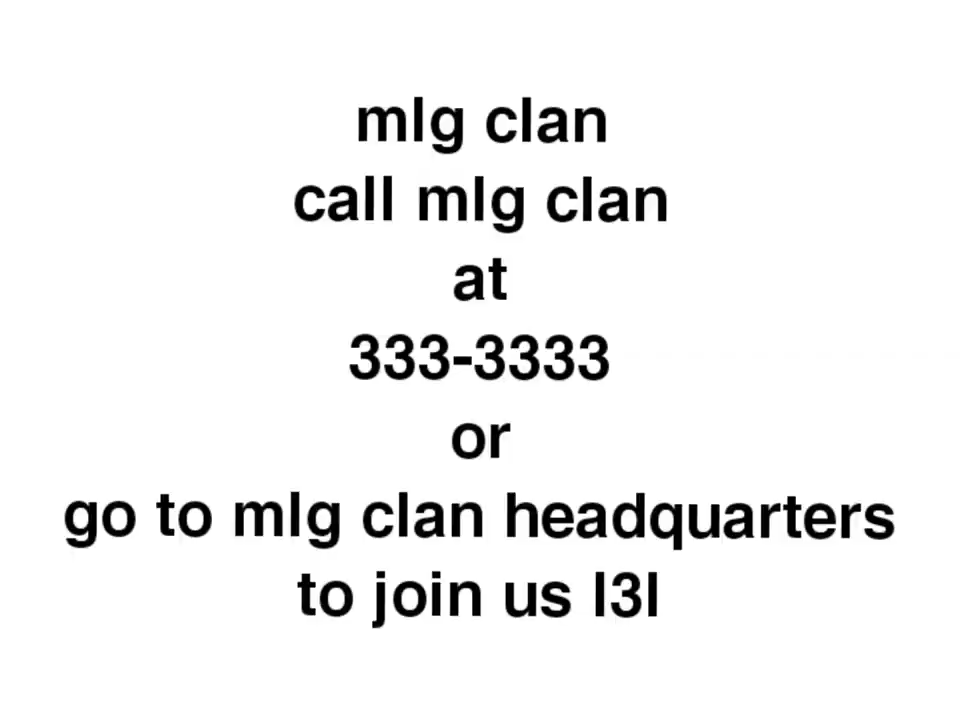 mlg clan
call mlg clan
at
333-3333
or
go to mlg clan headquarters
to join us l3l